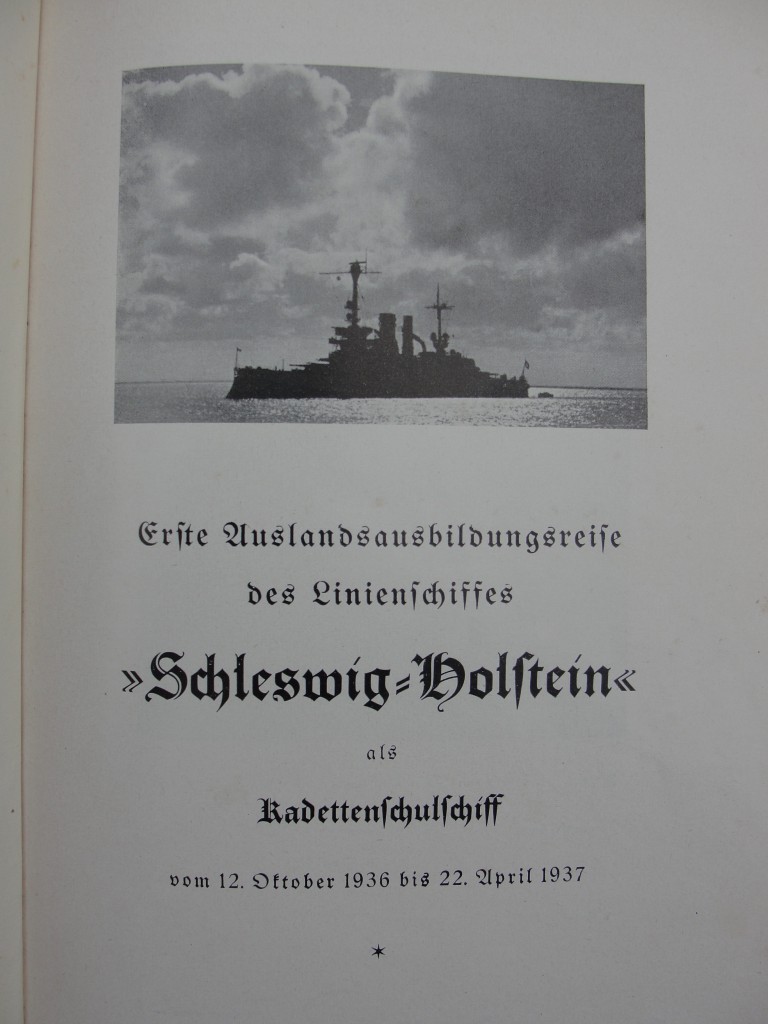 Erſte Auslandsausbildungsreiſe
des Linienſchiffes
»Schleswig-Holſtein«
als
Kadettenſchulſchiff
vom 12. Oktober 1936 bis 22. April 1937
*